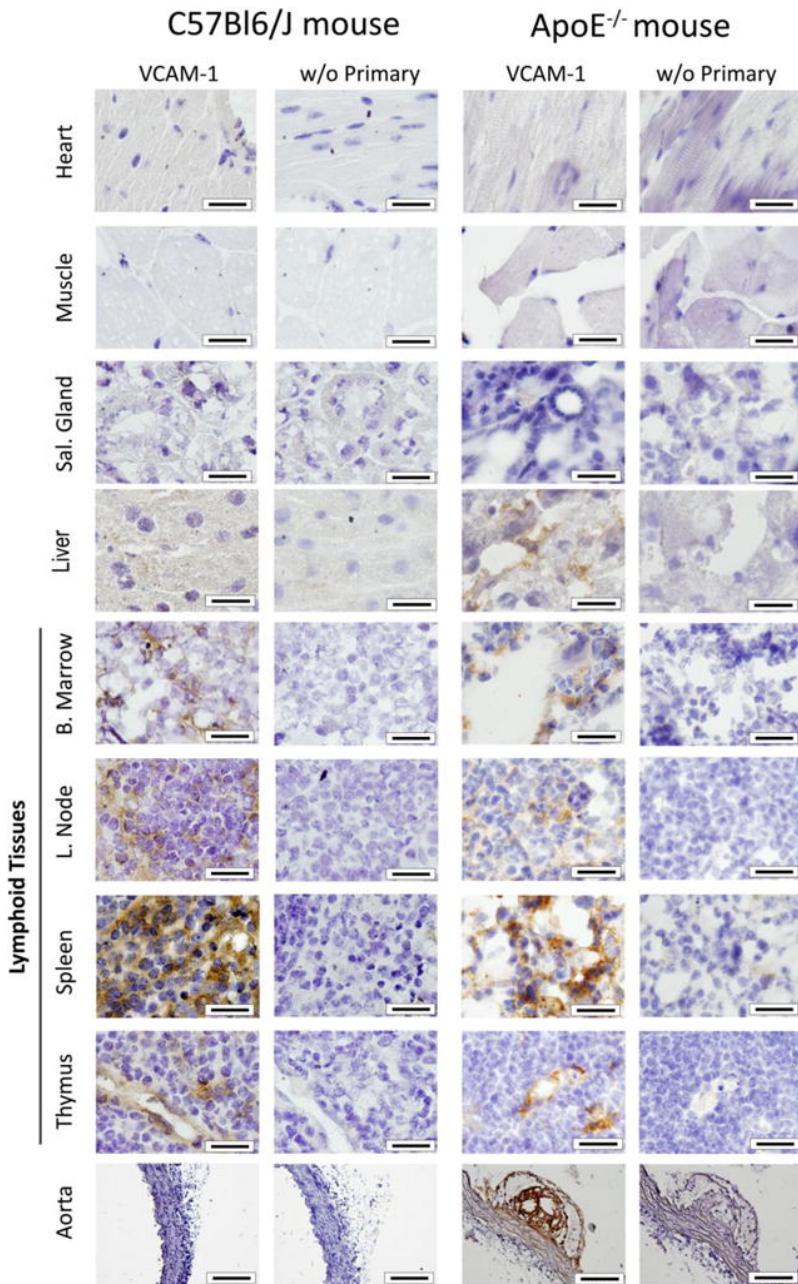 C57Bl6/J mouse ApoE-/- mouse
VCAM-1 w/o Primary VCAM-1 w/o Primary
Heart
Muscle
Sal. Gland
Liver
Lymphoid Tissues
B. Marrow
L. Node
Spleen
Thymus
Aorta